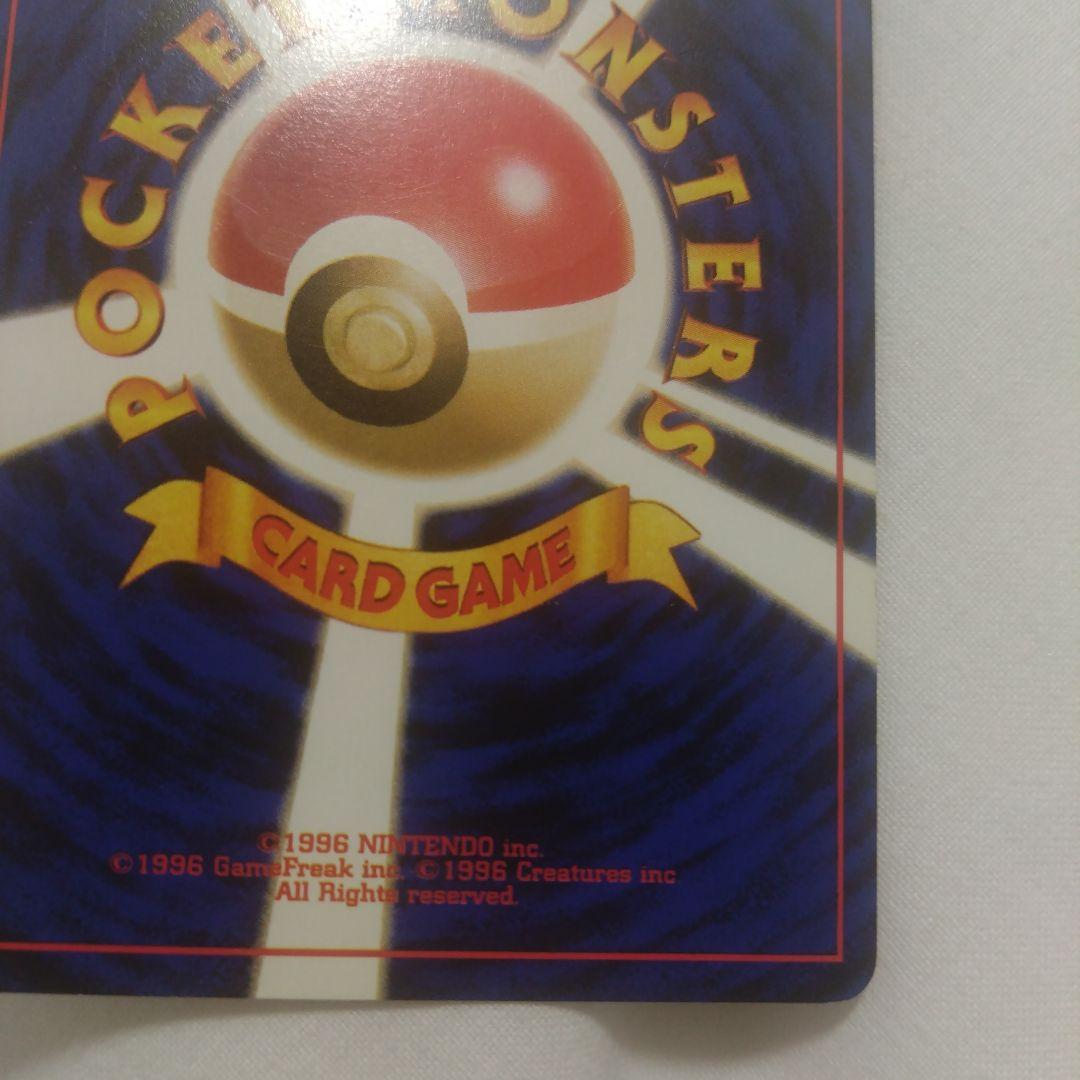 POCKET MONSTERS
CARD GAME
©1996 NINTENDO inc.
©1996 GameFreak inc. ©1996 Creatures inc
All Rights reserved.